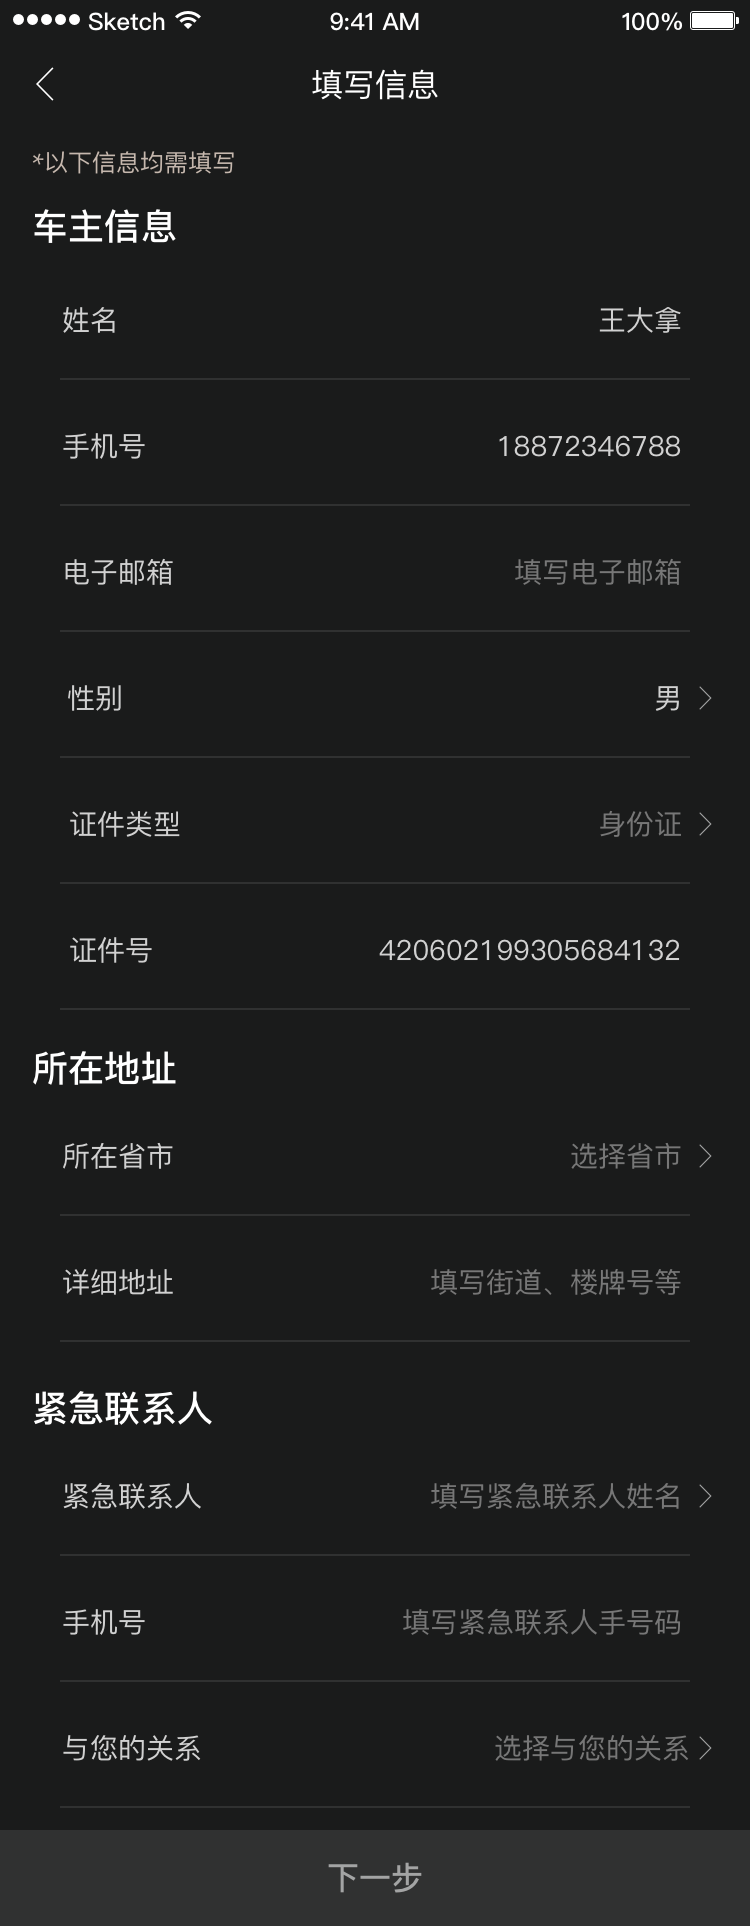 Sketch 9:41 AM 100%
填写信息
*以下信息均需填写
车主信息
姓名 王大拿
手机号 18872346788
电子邮箱 填写电子邮箱
性别 男
证件类型 身份证
证件号 420602199305684132
所在地址
所在省市 选择省市
详细地址 填写街道、楼牌号等
紧急联系人
紧急联系人 填写紧急联系人姓名
手机号 填写紧急联系人手号码
与您的关系 选择与您的关系
下一步